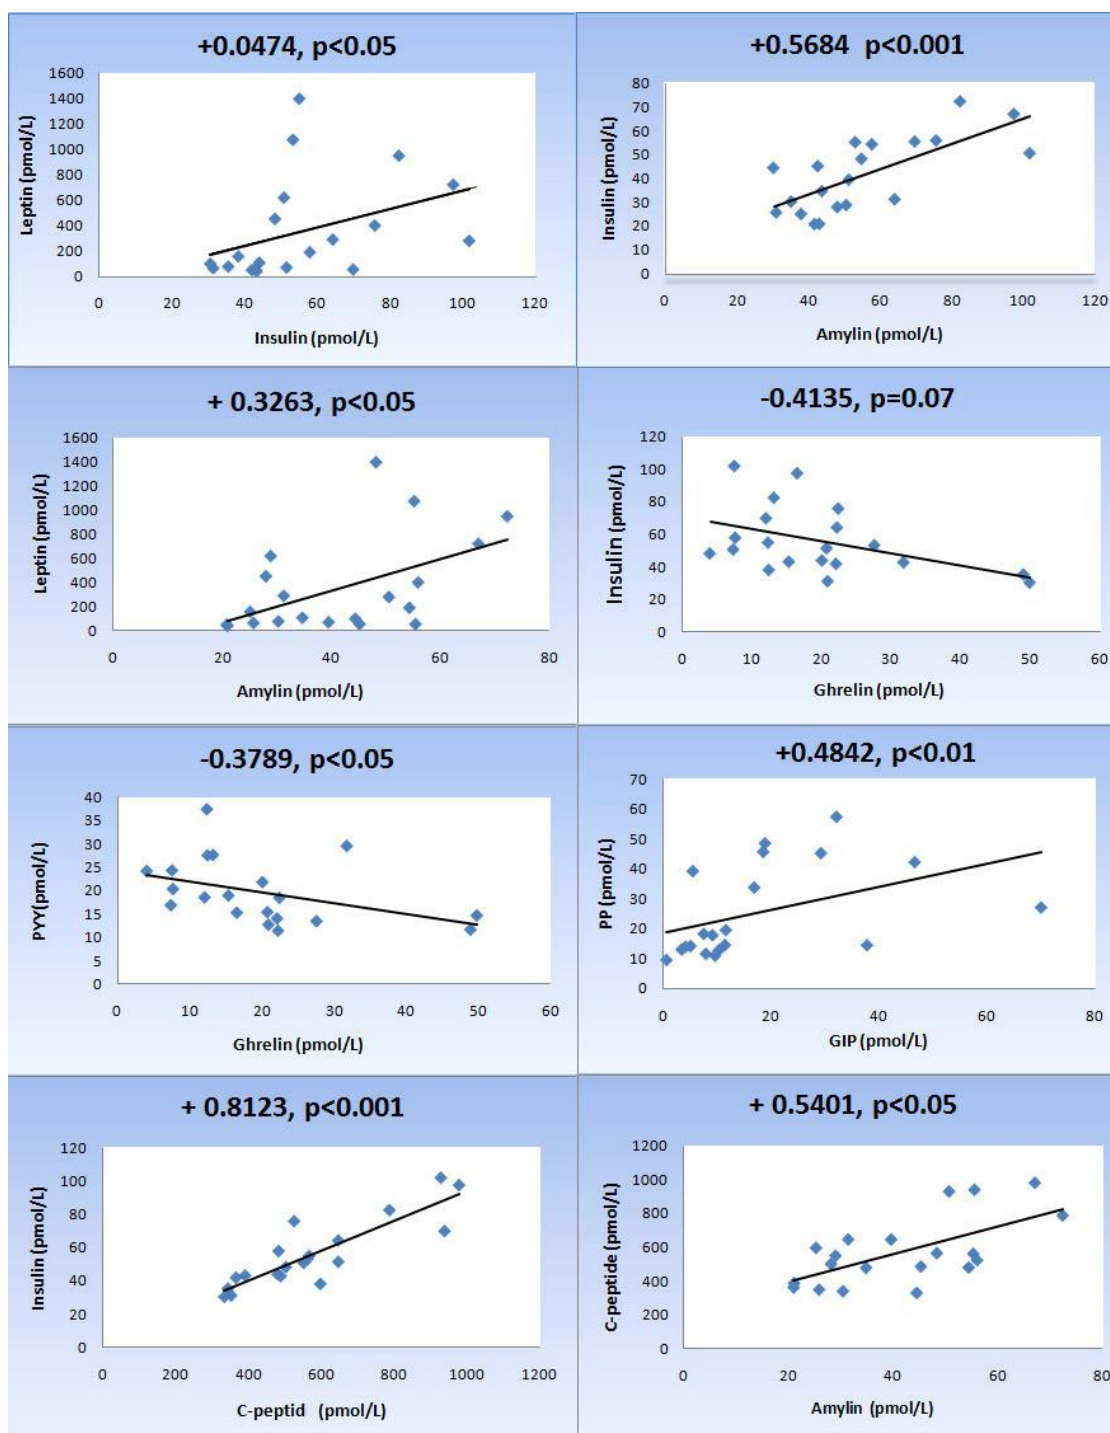 +0.0474, p<0.05
Leptin (pmol/L)
1600
1400
1200
1000
800
600
400
200
0
0 20 40 60 80 100 120
Insulin (pmol/L)
+0.5684 p<0.001
Insulin (pmol/L)
80
70
60
50
40
30
20
10
0
0 20 40 60 80 100 120
Amylin (pmol/L)
+ 0.3263, p<0.05
Leptin (pmol/L)
1600
1400
1200
1000
800
600
400
200
0
0 20 40 60 80
Amylin (pmol/L)
-0.4135, p=0.07
Insulin (pmol/L)
120
100
80
60
40
20
0
0 10 20 30 40 50 60
Ghrelin (pmol/L)
-0.3789, p<0.05
PYY(pmol/L)
40
35
30
25
20
15
10
5
0
0 10 20 30 40 50 60
Ghrelin (pmol/L)
+0.4842, p<0.01
PP (pmol/L)
70
60
50
40
30
20
10
0
0 20 40 60 80
GIP (pmol/L)
+ 0.8123, p<0.001
Insulin (pmol/L)
120
100
80
60
40
20
0
0 200 400 600 800 1000 1200
C-peptid (pmol/L)
+ 0.5401, p<0.05
C-peptide (pmol/L)
1200
1000
800
600
400
200
0
0 20 40 60 80
Amylin (pmol/L)